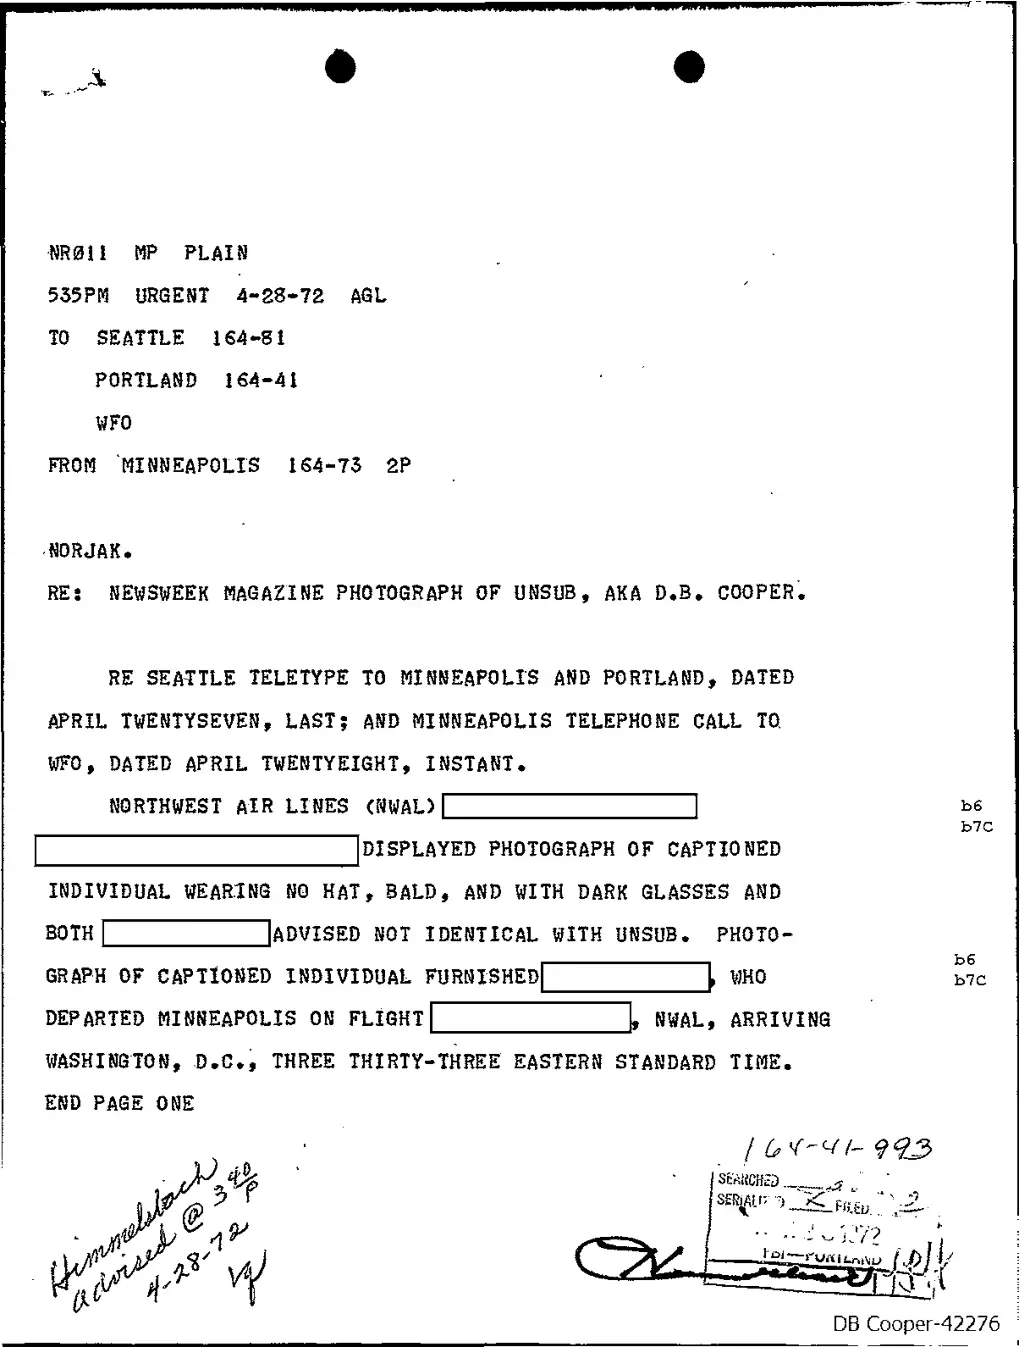 NR011 MP PLAIN
535PM URGENT 4-28-72 AGL
TO SEATTLE 164-81
PORTLAND 164-41
WFO
FROM MINNEAPOLIS 164-73 2P
NORJAK.
RE: NEWSWEEK MAGAZINE PHOTOGRAPH OF UNSUB, AKA D.B. COOPER.
RE SEATTLE TELETYPE TO MINNEAPOLIS AND PORTLAND, DATED
APRIL TWENTYSEVEN, LAST; AND MINNEAPOLIS TELEPHONE CALL TO
WFO, DATED APRIL TWENTYEIGHT, INSTANT.
NORTHWEST AIR LINES (NWAL)
b6
b7C
DISPLAYED PHOTOGRAPH OF CAPTIONED
INDIVIDUAL WEARING NO HAT, BALD, AND WITH DARK GLASSES AND
BOTH ADVISED NOT IDENTICAL WITH UNSUB. PHOTO-
b6
b7C
GRAPH OF CAPTIONED INDIVIDUAL FURNISHED , WHO
DEPARTED MINNEAPOLIS ON FLIGHT , NWAL, ARRIVING
WASHINGTON, D.C., THREE THIRTY-THREE EASTERN STANDARD TIME.
END PAGE ONE
164-41-993
Himmelsbach
advised @ 340 P
4-28-72
SEARCHED
SERIALIZED FILED
1972
FBI—PORTLAND
DB Cooper-42276